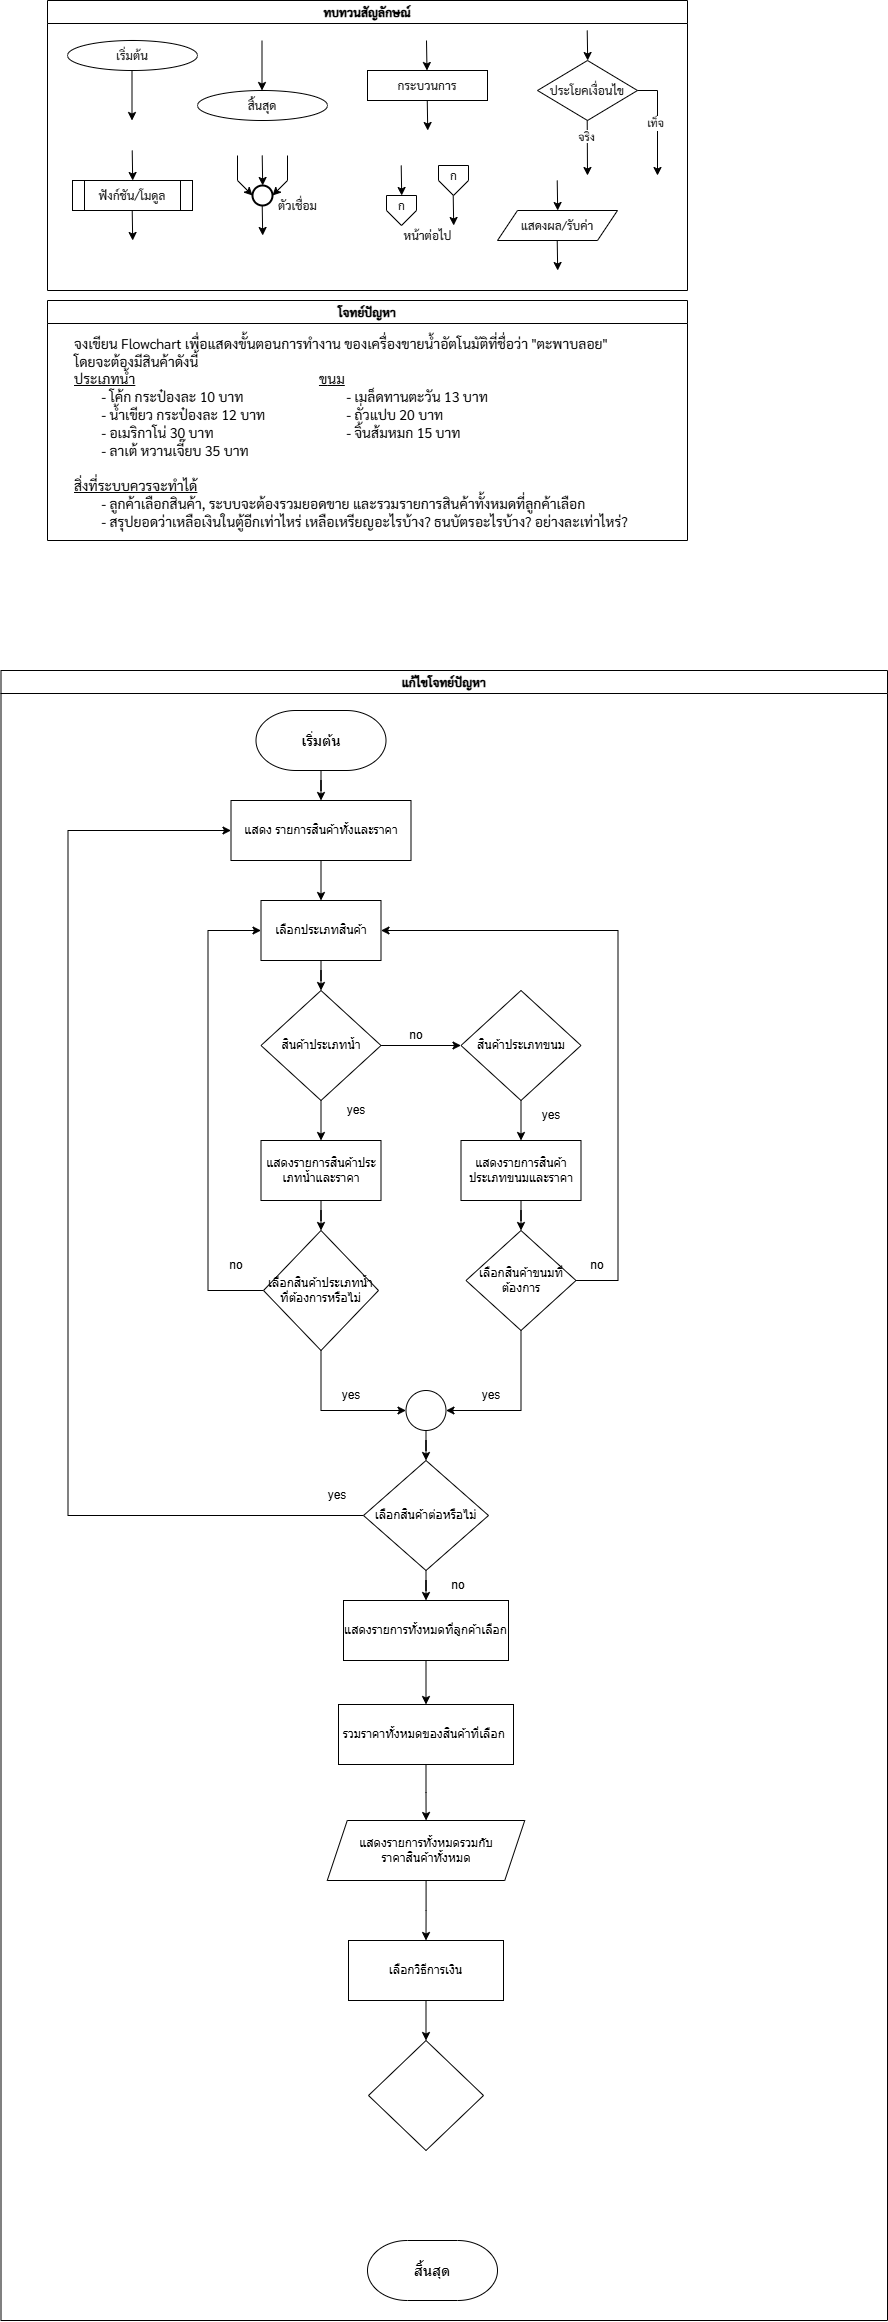 ทบทวนสัญลักษณ์
เริ่มต้น
สิ้นสุด
กระบวนการ
ประโยคเงื่อนไข
จริง
เท็จ
ฟังก์ชัน/โมดูล
ตัวเชื่อม
ก
ก
หน้าต่อไป
แสดงผล/รับค่า
โจทย์ปัญหา
จงเขียน Flowchart เพื่อแสดงขั้นตอนการทำงาน ของเครื่องขายน้ำอัตโนมัติที่ชื่อว่า "ตะพาบลอย"
โดยจะต้องมีสินค้าดังนี้
ประเภทน้ำ
- โค้ก กระป๋องละ 10 บาท
- น้ำเขียว กระป๋องละ 12 บาท
- อเมริกาโน่ 30 บาท
- ลาเต้ หวานเจี๊ยบ 35 บาท
ขนม
- เมล็ดทานตะวัน 13 บาท
- ถั่วแปบ 20 บาท
- จิ้นส้มหมก 15 บาท
สิ่งที่ระบบควรจะทำได้
- ลูกค้าเลือกสินค้า, ระบบจะต้องรวมยอดขาย และรวมรายการสินค้าทั้งหมดที่ลูกค้าเลือก
- สรุปยอดว่าเหลือเงินในตู้อีกเท่าไหร่ เหลือเหรียญอะไรบ้าง? ธนบัตรอะไรบ้าง? อย่างละเท่าไหร่?
แก้ไขโจทย์ปัญหา
เริ่มต้น
แสดง รายการสินค้าทั้งและราคา
เลือกประเภทสินค้า
สินค้าประเภทน้ำ
no
สินค้าประเภทขนม
yes
yes
แสดงรายการสินค้าประ
เภทน้ำและราคา
แสดงรายการสินค้า
ประเภทขนมและราคา
no
เลือกสินค้าประเภทน้ำ
ที่ต้องการหรือไม่
เลือกสินค้าขนมที่
ต้องการ
no
yes
yes
yes
เลือกสินค้าต่อหรือไม่
no
แสดงรายการทั้งหมดที่ลูกค้าเลือก
รวมราคาทั้งหมดของสินค้าที่เลือก
แสดงรายการทั้งหมดรวมกับ
ราคาสินค้าทั้งหมด
เลือกวิธีการเงิน
สิ้นสุด